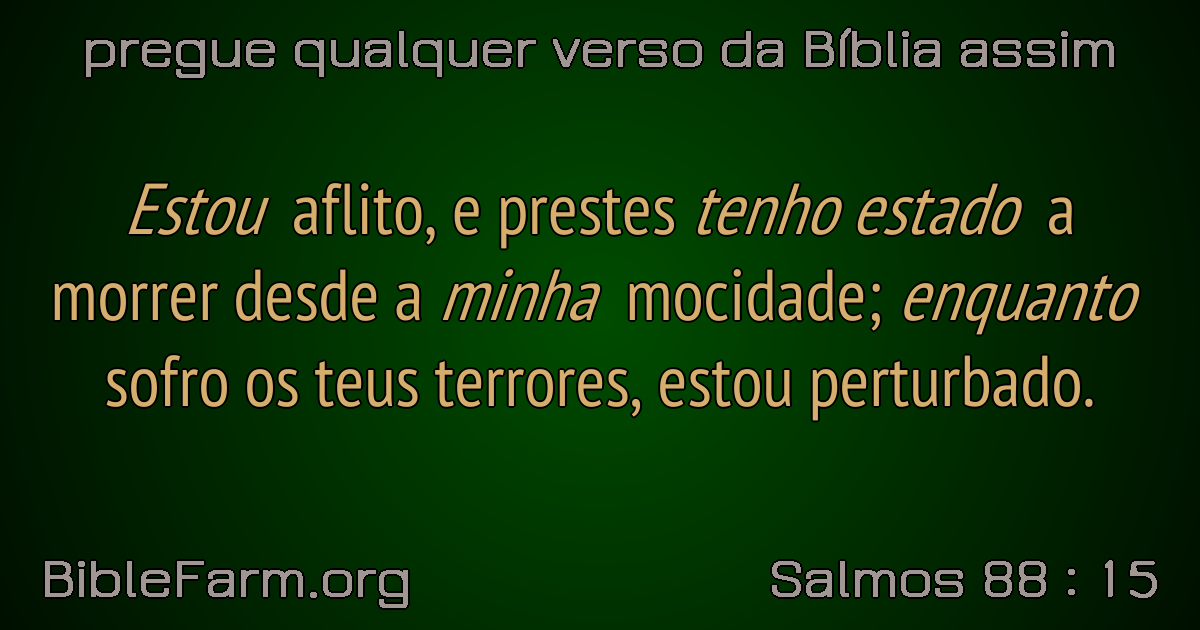 pregue qualquer verso da Bíblia assim
Estou aflito, e prestes tenho estado a
morrer desde a minha mocidade; enquanto
sofro os teus terrores, estou perturbado.
BibleFarm.org
Salmos 88 : 15